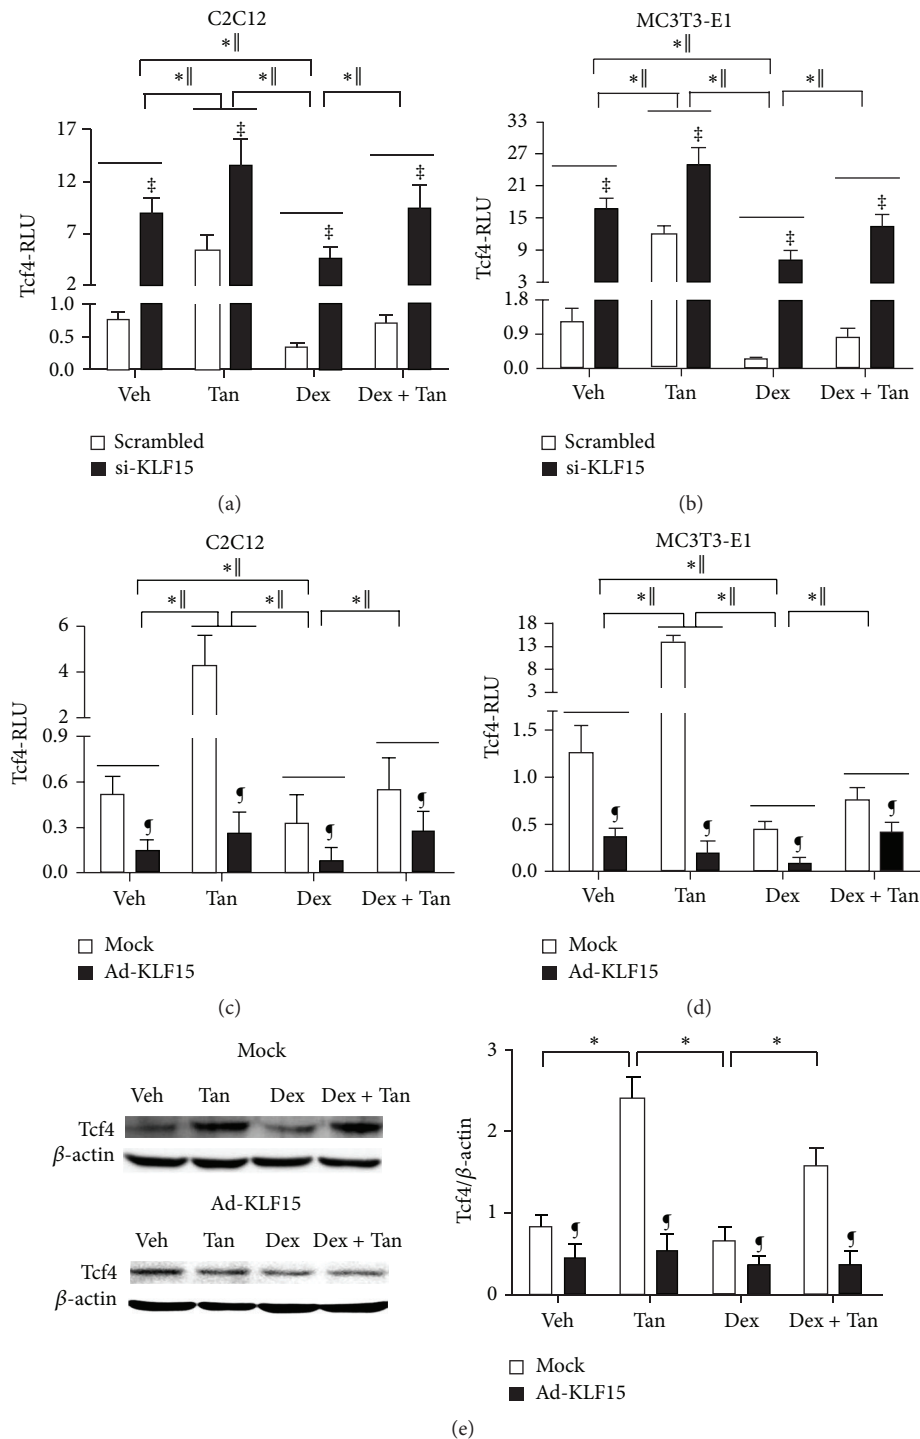 C2C12
*‖
*‖ *‖ *‖
17
12
7
2
1.0
0.5
0.0
Tcf4-RLU
‡ ‡ ‡ ‡
Veh Tan Dex Dex + Tan
Scrambled
si-KLF15
(a)
MC3T3-E1
*‖
*‖ *‖ *‖
33
27
21
15
9
3
1.8
0.9
0.0
Tcf4-RLU
‡ ‡ ‡ ‡
Veh Tan Dex Dex + Tan
Scrambled
si-KLF15
(b)
C2C12
*‖
*‖ *‖ *‖
6
4
2
0.9
0.6
0.3
0.0
Tcf4-RLU
¶ ¶ ¶ ¶
Veh Tan Dex Dex + Tan
Mock
Ad-KLF15
(c)
MC3T3-E1
*‖
*‖ *‖ *‖
18
13
8
3
1.5
1.0
0.5
0.0
Tcf4-RLU
¶ ¶ ¶ ¶
Veh Tan Dex Dex + Tan
Mock
Ad-KLF15
(d)
Mock
Veh Tan Dex Dex + Tan
Tcf4
β-actin
Ad-KLF15
Veh Tan Dex Dex + Tan
Tcf4
β-actin
* * *
3
2
1
0
Tcf4/β-actin
¶ ¶ ¶ ¶
Veh Tan Dex Dex + Tan
Mock
Ad-KLF15
(e)